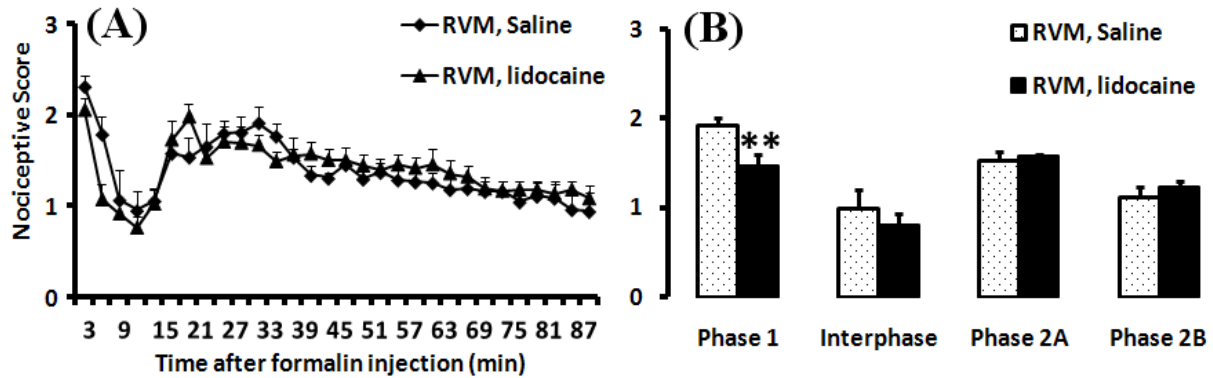 (A)
RVM, Saline
RVM, lidocaine
Nociceptive Score
3
2
1
0
3 9 15 21 27 33 39 45 51 57 63 69 75 81 87
Time after formalin injection (min)
(B)
RVM, Saline
RVM, lidocaine
3
2
1
0
**
Phase 1 Interphase Phase 2A Phase 2B